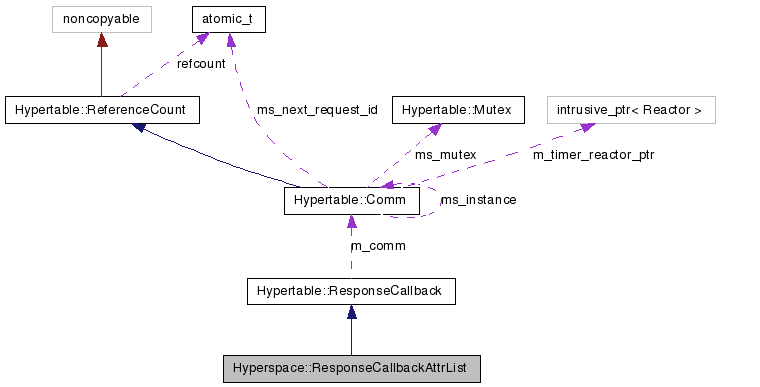 noncopyable
atomic_t
refcount
Hypertable::ReferenceCount
ms_next_request_id
Hypertable::Mutex
intrusive_ptr< Reactor >
ms_mutex
m_timer_reactor_ptr
Hypertable::Comm
ms_instance
m_comm
Hypertable::ResponseCallback
Hyperspace::ResponseCallbackAttrList